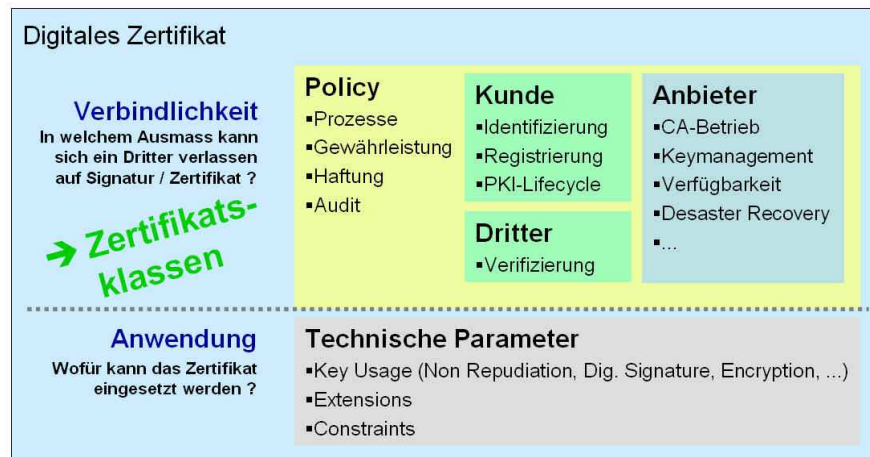 Digitales Zertifikat
Verbindlichkeit
In welchem Ausmass kann
sich ein Dritter verlassen
auf Signatur / Zertifikat ?
➔ Zertifikats-
klassen
Policy
▪Prozesse
▪Gewährleistung
▪Haftung
▪Audit
Kunde
▪Identifizierung
▪Registrierung
▪PKI-Lifecycle
Dritter
▪Verifizierung
Anbieter
▪CA-Betrieb
▪Keymanagement
▪Verfügbarkeit
▪Desaster Recovery
▪...
Anwendung
Wofür kann das Zertifikat
eingesetzt werden ?
Technische Parameter
▪Key Usage (Non Repudiation, Dig. Signature, Encryption, ...)
▪Extensions
▪Constraints